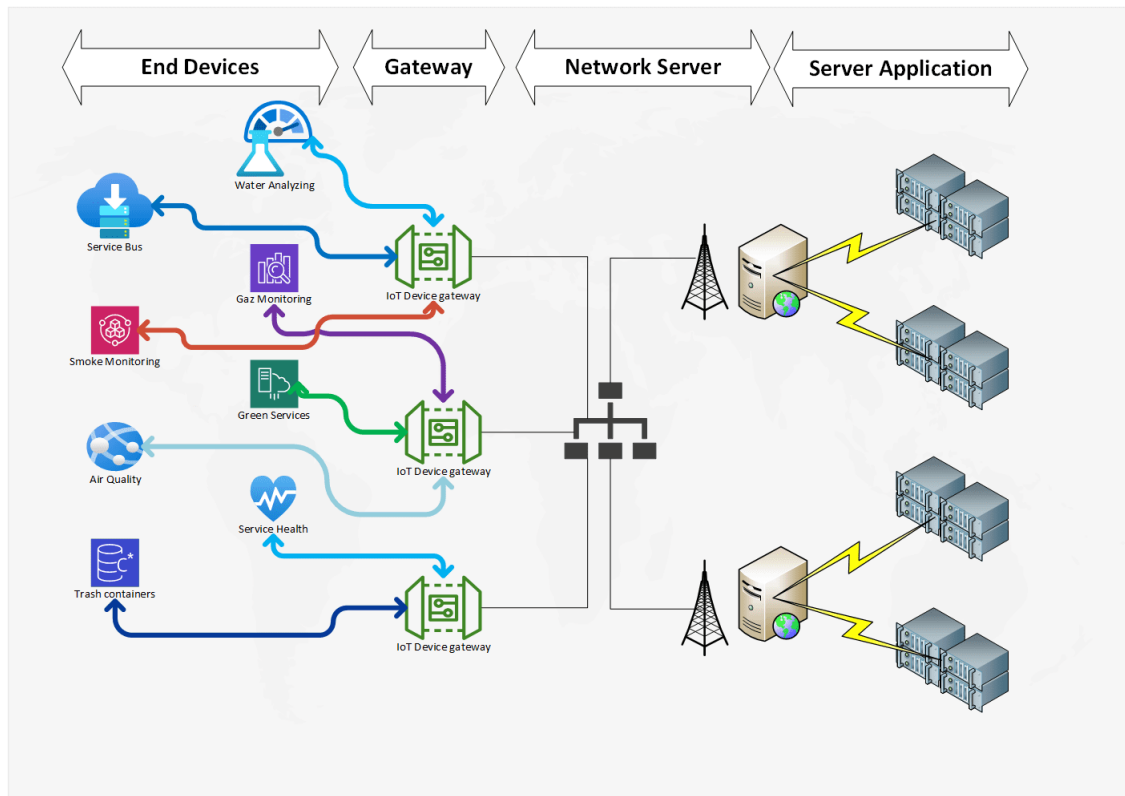 End Devices
Gateway
Network Server
Server Application
Water Analyzing
Service Bus
Gaz Monitoring
IoT Device gateway
Smoke Monitoring
Green Services
Air Quality
IoT Device gateway
Service Health
Trash containers
C*
IoT Device gateway